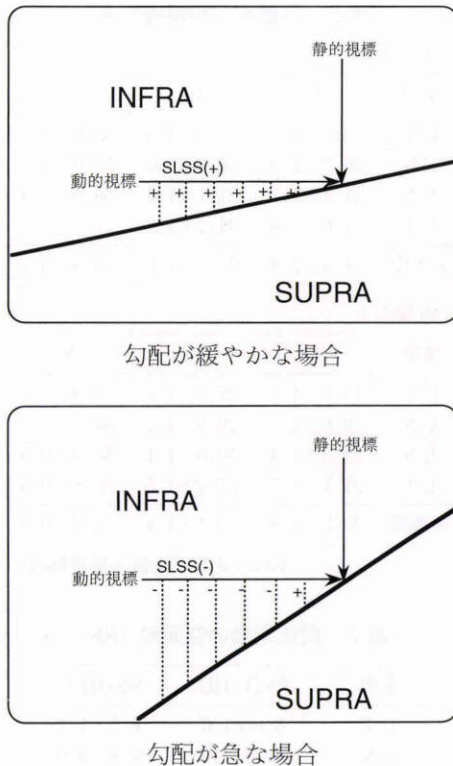 静的視標
INFRA
SLSS(+)
動的視標
+ + + + + +
SUPRA
勾配が緩やかな場合
静的視標
INFRA
SLSS(-)
動的視標
- - - - - +
SUPRA
勾配が急な場合